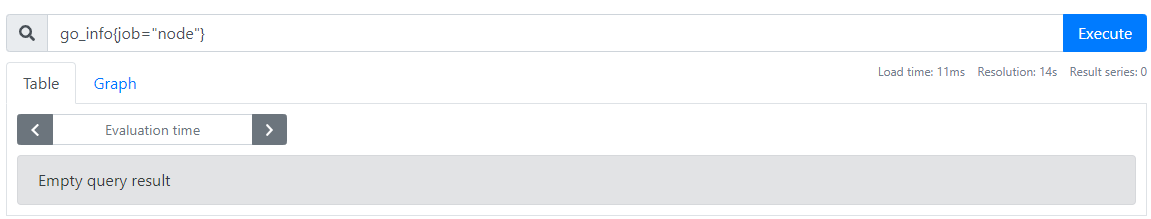 go_info{job="node"} Execute
Table Graph Load time: 11ms Resolution: 14s Result series: 0
Evaluation time
Empty query result